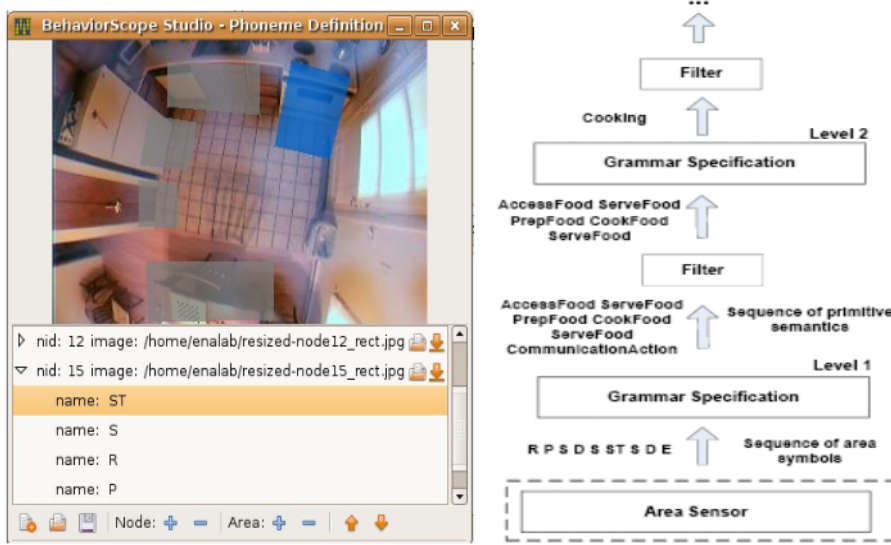 BehaviorScope Studio - Phoneme Definition
nid: 12 image: /home/enalab/resized-node12_rect.jpg
nid: 15 image: /home/enalab/resized-node15_rect.jpg
name: ST
name: S
name: R
name: P
Node:
Area:
...
Filter
Cooking
Level 2
Grammar Specification
AccessFood ServeFood
PrepFood CookFood
ServeFood
Filter
AccessFood ServeFood
PrepFood CookFood
ServeFood
CommunicationAction
Sequence of primitive
semantics
Level 1
Grammar Specification
R P S D S ST S D E
Sequence of area
symbols
Area Sensor